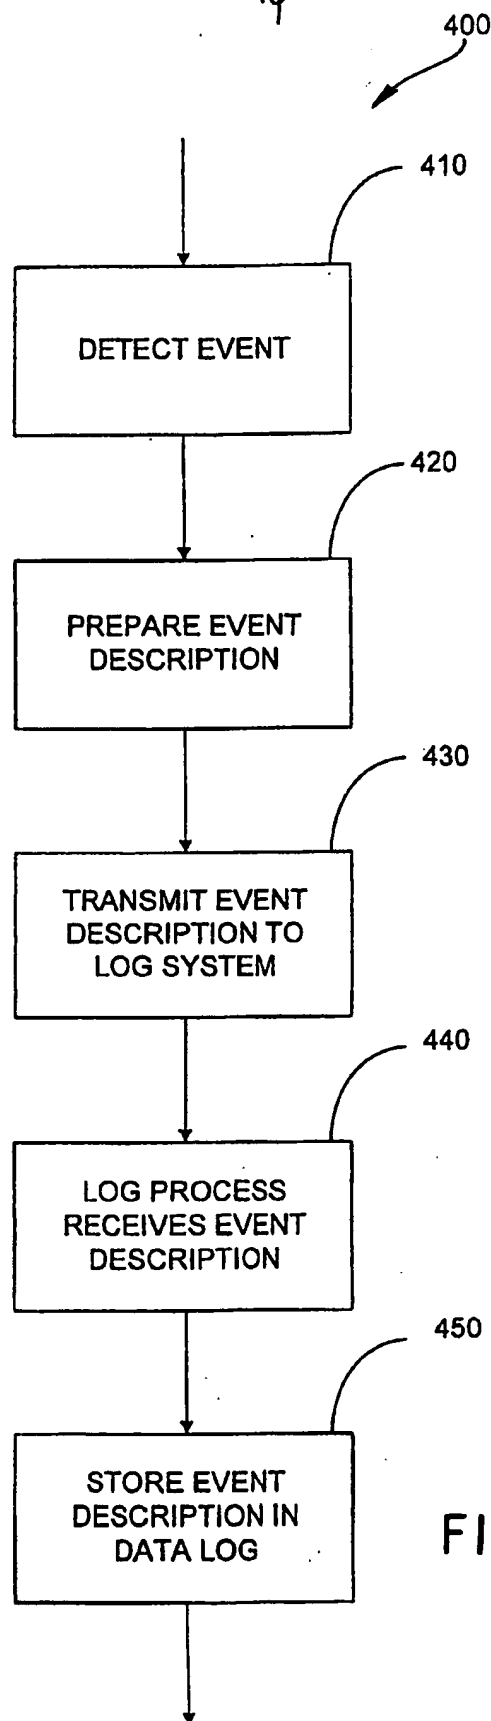 400
410
DETECT EVENT
420
PREPARE EVENT
DESCRIPTION
430
TRANSMIT EVENT
DESCRIPTION TO
LOG SYSTEM
440
LOG PROCESS
RECEIVES EVENT
DESCRIPTION
450
STORE EVENT
DESCRIPTION IN
DATA LOG
FI